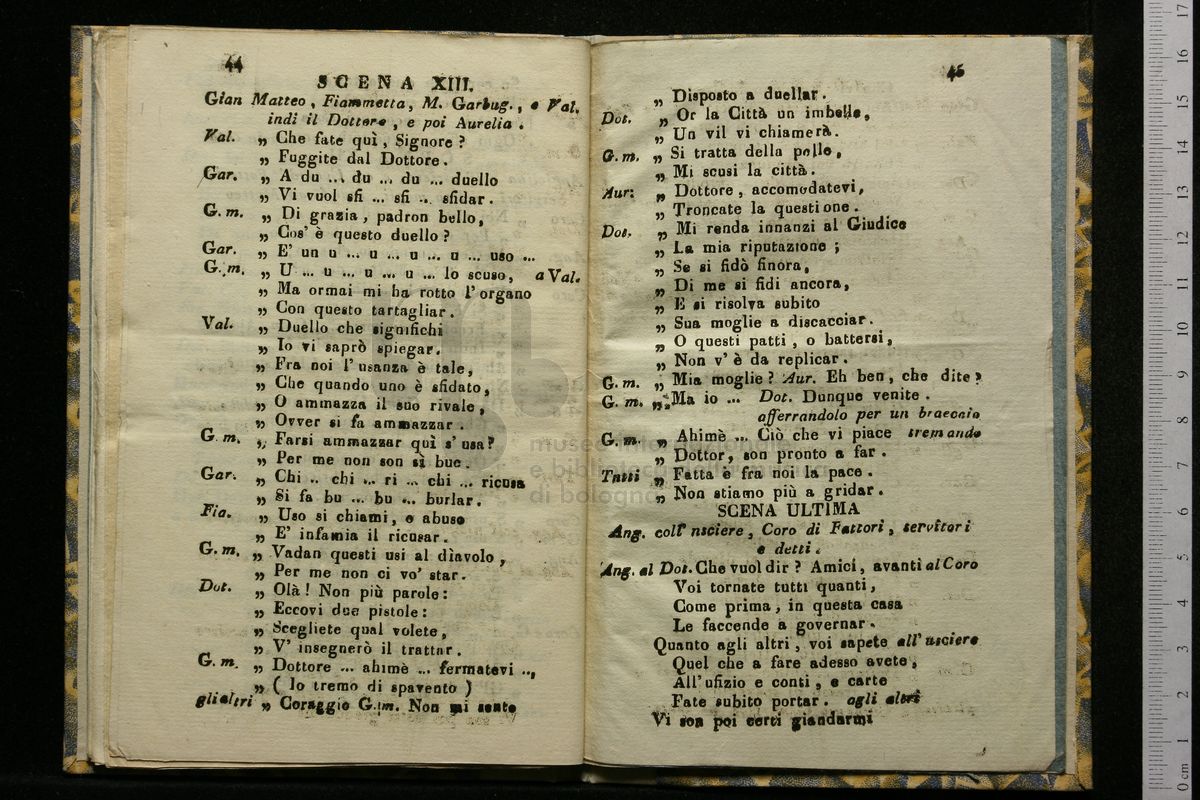 44
SCENA XIII.
Gian Matteo, Fiammetta, M. Garbug., e Val.
indi il Dottore, e poi Aurelia.
Val. „ Che fate quì, Signore?
„ Fuggite dal Dottore.
Gar. „ A du ... du ... du ... duello
„ Vi vuol sfi ... sfi ... sfidar.
G. m. „ Di grazia, padron bello,
„ Cos' è questo duello?
Gar. „ E' un u ... u ... u ... u ... uso ...
G. m. „ U ... u ... u ... u ... lo scuso, a Val.
„ Ma ormai mi ha rotto l'organo
„ Con questo tartagliar.
Val. „ Duello che significhi
„ Io vi saprò spiegar.
„ Fra noi l'usanza è tale,
„ Che quando uno è sfidato,
„ O ammazza il suo rivale,
„ Ovver si fa ammazzar.
G. m. „ Farsi ammazzar quì s' usa?
„ Per me non son sì bue.
Gar. „ Chi .. chi ... ri ... chi ... ricusa
„ Si fa bu ... bu ... burlar.
Fia. „ Uso si chiami, o abuso
„ E' infamia il ricusar.
G. m. „ Vadan questi usi al diavolo,
„ Per me non ci vo' star.
Dot. „ Olà! Non più parole:
„ Eccovi due pistole:
„ Scegliete qual volete,
„ V' insegnerò il trattar.
G. m. „ Dottore ... ahimè ... fermatevi ..,
„ ( Io tremo di spavento )
gli altri „ Coraggio G. m. Non mi sento
45
„ Disposto a duellar.
Dot. „ Or la Città un imbelle,
„ Un vil vi chiamerà.
G. m. „ Si tratta della pelle,
„ Mi scusi la città.
Aur: „ Dottore, accomodatevi,
„ Troncate la questione.
Dot. „ Mi renda innanzi al Giudice
„ La mia riputazione;
„ Se si fidò finora,
„ Di me si fidi ancora,
„ E si risolva subito
„ Sua moglie a discacciar.
„ O questi patti, o battersi,
„ Non v' è da replicar.
G. m. „ Mia moglie? Aur. Eh ben, che dite?
G. m. „ Ma io ... Dot. Dunque venite.
afferrandolo per un braccaio
G. m. „ Ahimè ... Ciò che vi piace tremando
„ Dottor, son pronto a far.
Tutti „ Fatta è fra noi la pace.
„ Non stiamo più a gridar.
SCENA ULTIMA
Ang. coll' usciere, Coro di Fattori, servitori
e detti.
Ang. al Dot. Che vuol dir? Amici, avanti al Coro
Voi tornate tutti quanti,
Come prima, in questa casa
Le faccende a governar.
Quanto agli altri, voi sapete all' usciere
Quel che a fare adesso avete,
All' ufizio e conti, e carte
Fate subito portar. agli altri
Vi son poi certi giandarmi